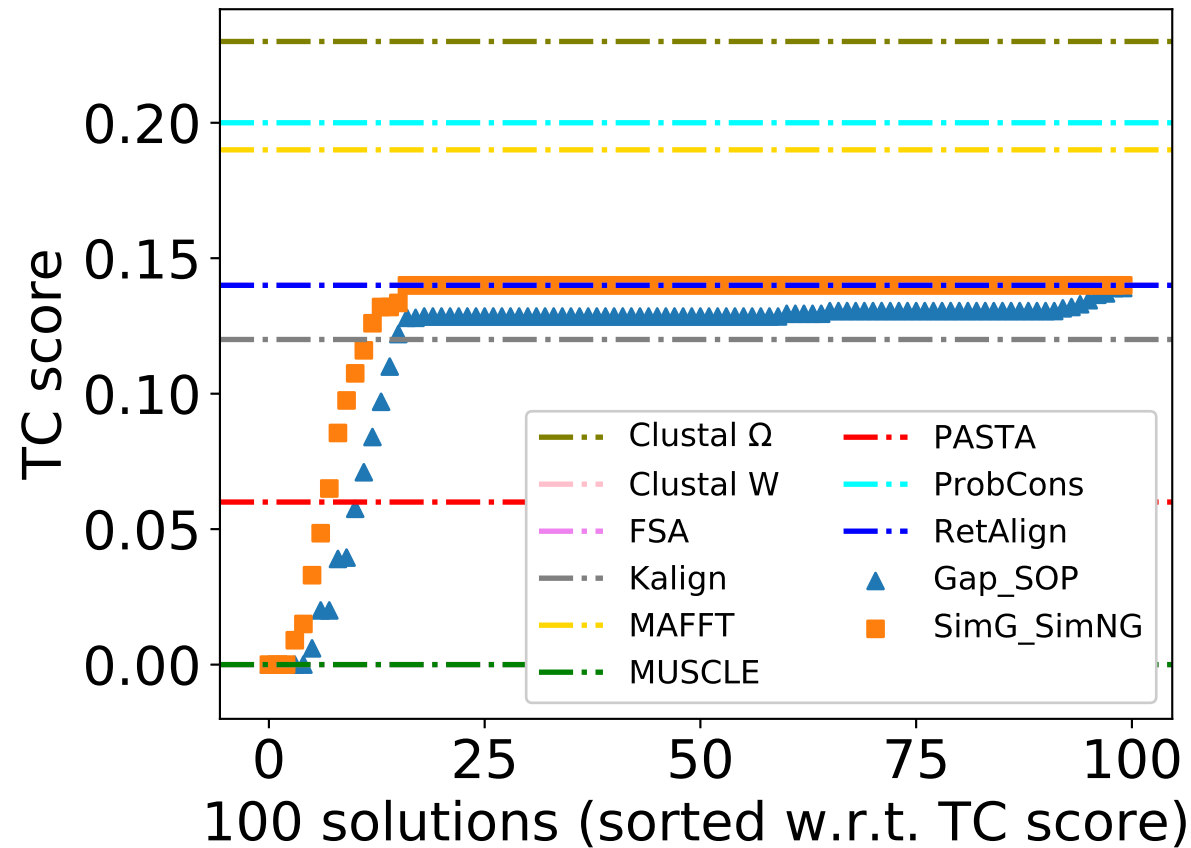 TC score
0.20
0.15
0.10
0.05
0.00
0
25
50
75
100
100 solutions (sorted w.r.t. TC score)
Clustal Ω
Clustal W
FSA
Kalign
MAFFT
MUSCLE
PASTA
ProbCons
RetAlign
Gap_SOP
SimG_SimNG